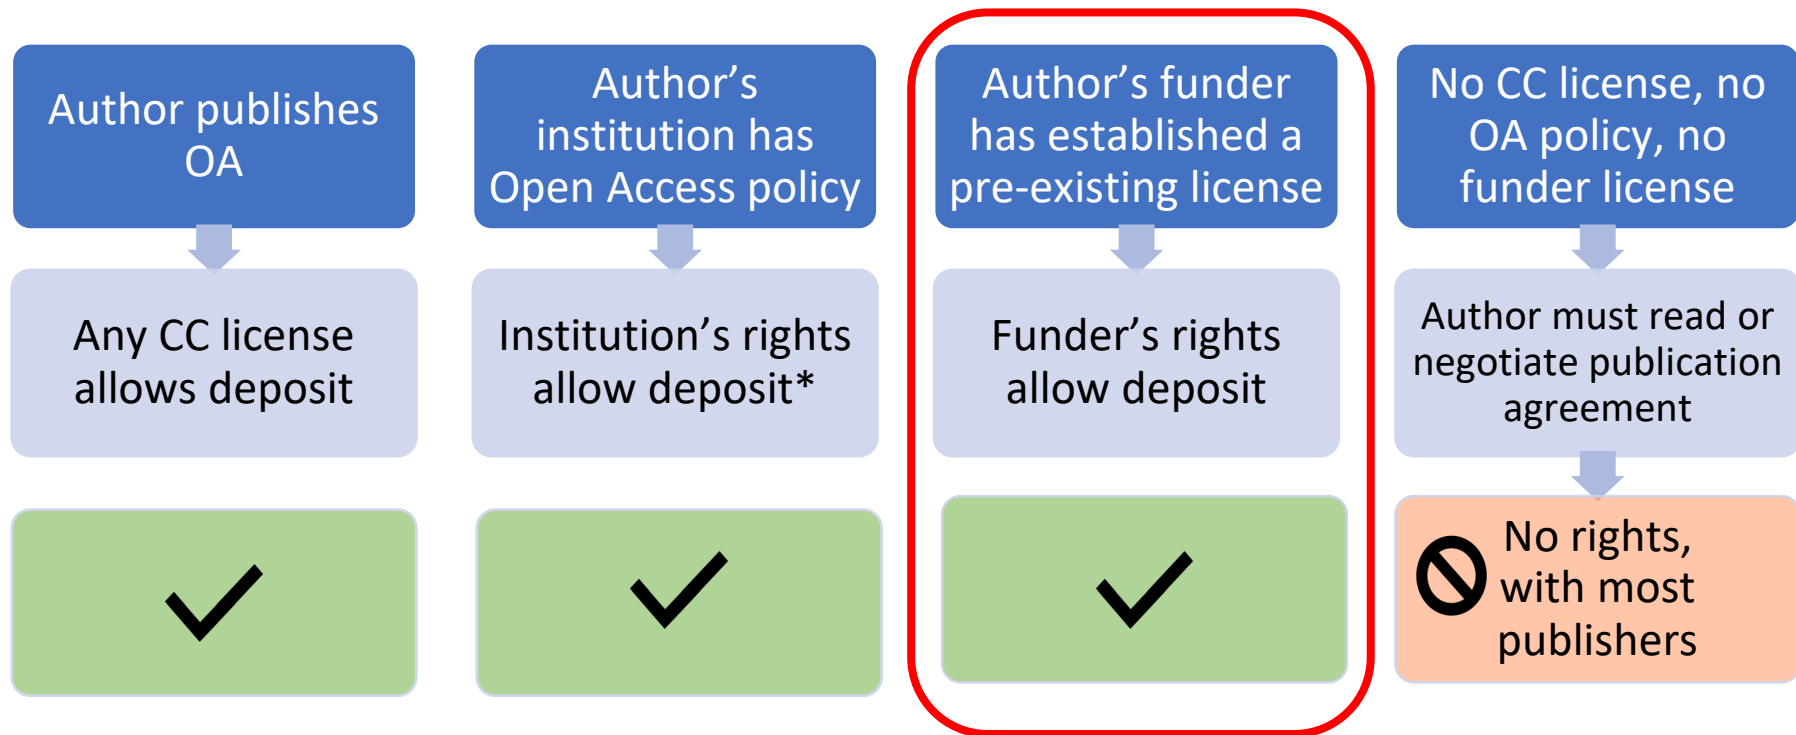 Author publishes
OA
Any CC license
allows deposit
Author’s
institution has
Open Access policy
Institution’s rights
allow deposit*
Author’s funder
has established a
pre-existing license
Funder’s rights
allow deposit
No CC license, no
OA policy, no
funder license
Author must read or
negotiate publication
agreement
No rights,
with most
publishers